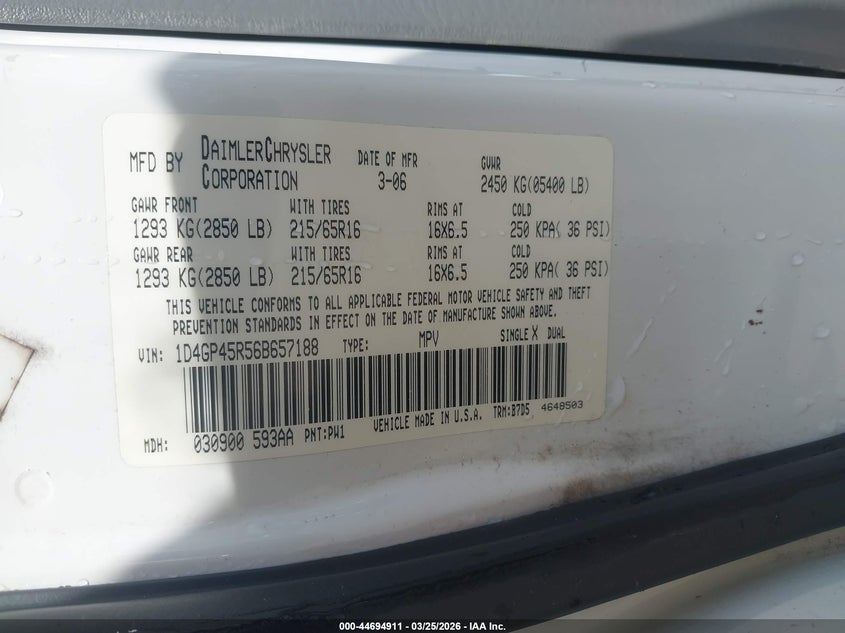 MFD BY DAIMLERCHRYSLER CORPORATION DATE OF MFR 3-06 GVWR 2450 KG(05400 LB)
GAWR FRONT WITH TIRES RIMS AT COLD
1293 KG(2850 LB) 215/65R16 16X6.5 250 KPA( 36 PSI)
GAWR REAR WITH TIRES RIMS AT COLD
1293 KG(2850 LB) 215/65R16 16X6.5 250 KPA( 36 PSI)
THIS VEHICLE CONFORMS TO ALL APPLICABLE FEDERAL MOTOR VEHICLE SAFETY AND THEFT
PREVENTION STANDARDS IN EFFECT ON THE DATE OF MANUFACTURE SHOWN ABOVE.
VIN: 1D4GP45R56B657188 TYPE: MPV SINGLE X DUAL
MDH: 030900 593AA PNT:PW1 VEHICLE MADE IN U.S.A. TRM:B7D5 4648503
000-44694911 - 03/25/2026 - IAA Inc.